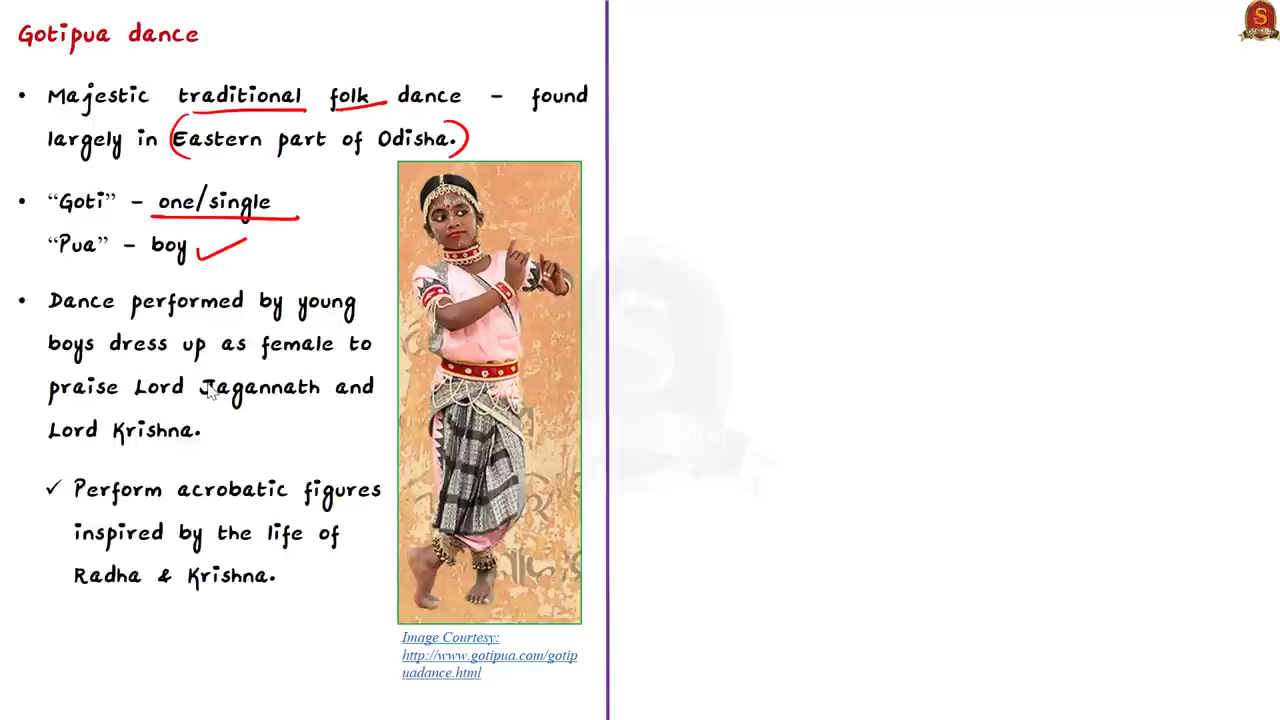 Gotipua dance
• Majestic traditional folk dance – found
largely in Eastern part of Odisha.
• “Goti” – one/single
“Pua” – boy
• Dance performed by young
boys dress up as female to
praise Lord Jagannath and
Lord Krishna.
✓ Perform acrobatic figures
inspired by the life of
Radha & Krishna.
Image Courtesy:
http://www.gotipua.com/gotip
uadance.html
S